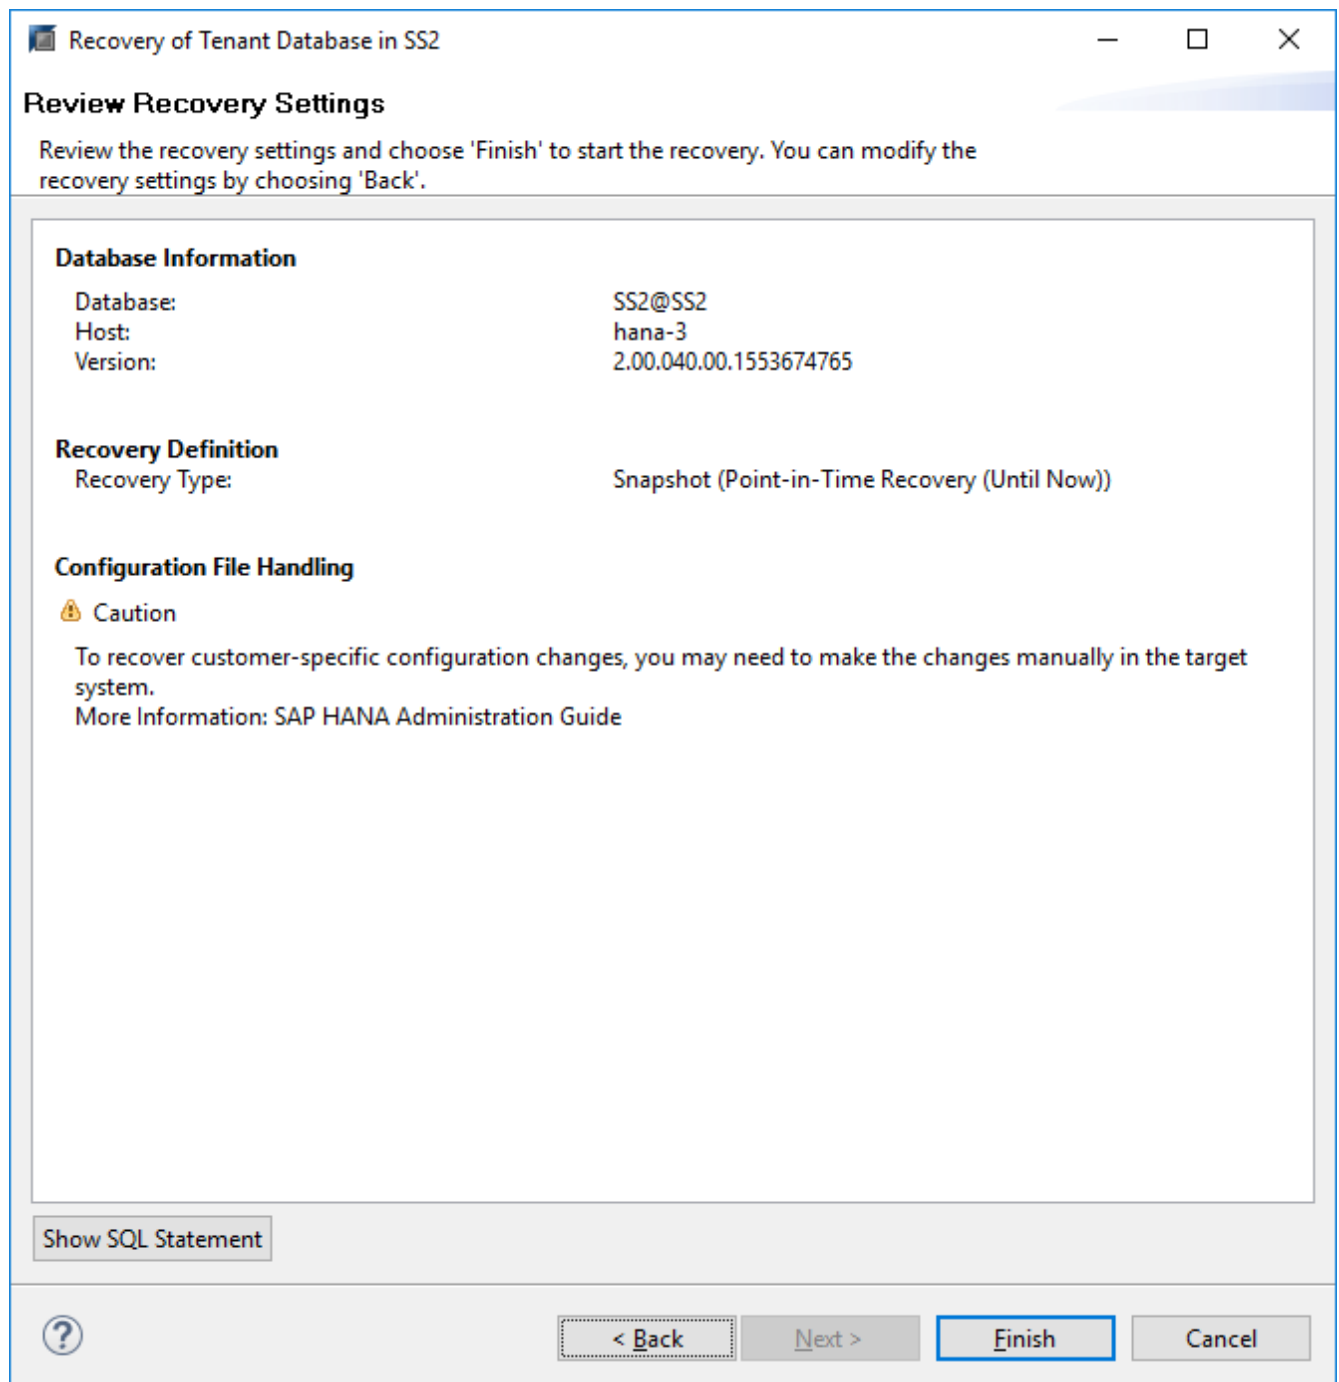 Recovery of Tenant Database in SS2
Review Recovery Settings
Review the recovery settings and choose 'Finish' to start the recovery. You can modify the
recovery settings by choosing 'Back'.
Database Information
Database: SS2@SS2
Host: hana-3
Version: 2.00.040.00.1553674765
Recovery Definition
Recovery Type: Snapshot (Point-in-Time Recovery (Until Now))
Configuration File Handling
Caution
To recover customer-specific configuration changes, you may need to make the changes manually in the target
system.
More Information: SAP HANA Administration Guide
Show SQL Statement
? < Back Next > Finish Cancel